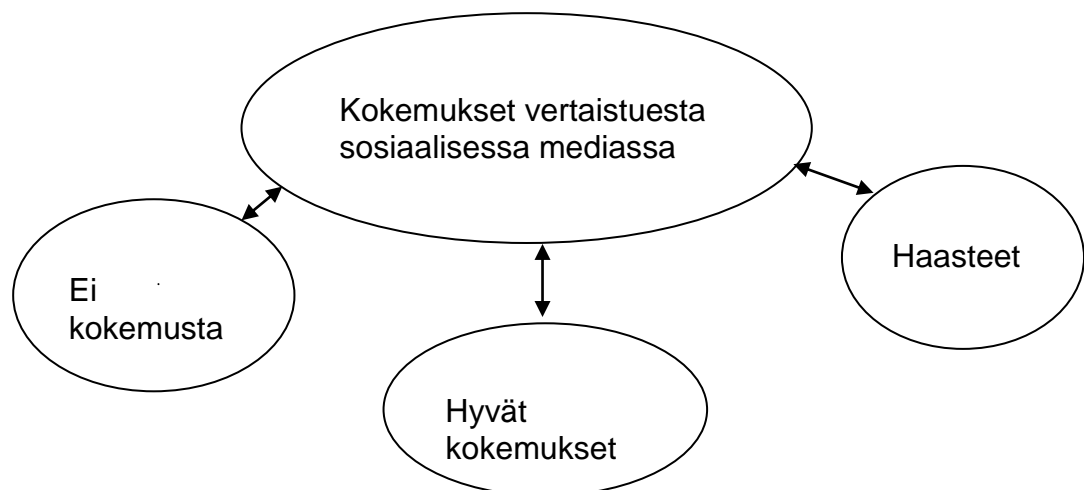 Kokemukset vertaistuesta
sosiaalisessa mediassa
Haasteet
Ei
kokemusta
Hyvät
kokemukset